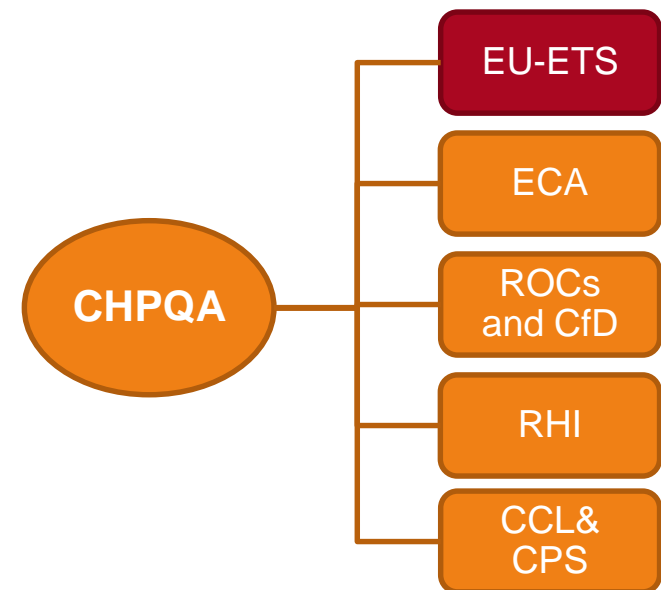 EU-ETS
ECA
CHPQA
ROCs
and CfD
RHI
CCL&
CPS